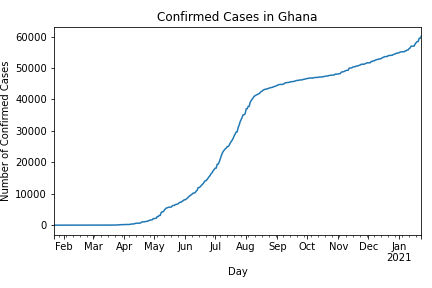 Confirmed Cases in Ghana
60000
50000
40000
30000
20000
10000
0
Number of Confirmed Cases
Feb Mar Apr May Jun Jul Aug Sep Oct Nov Dec Jan
2021
Day